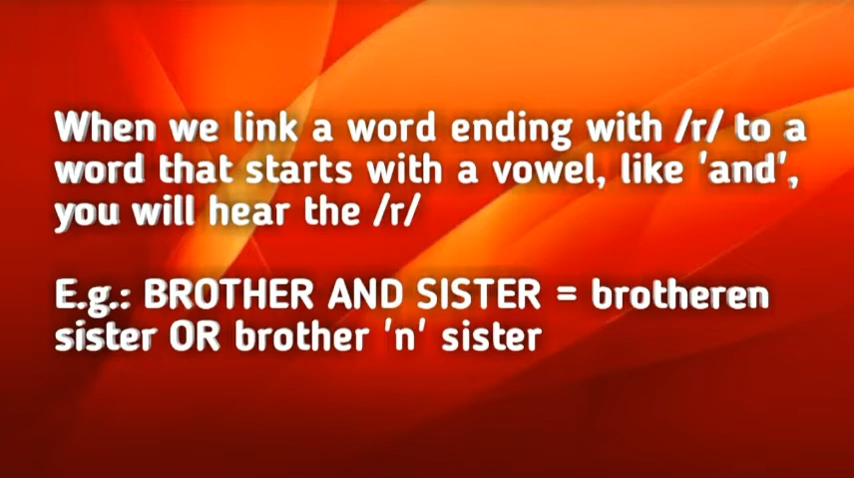 When we link a word ending with /r/ to a
word that starts with a vowel, like 'and',
you will hear the /r/
E.g.: BROTHER AND SISTER = brotheren
sister OR brother 'n' sister